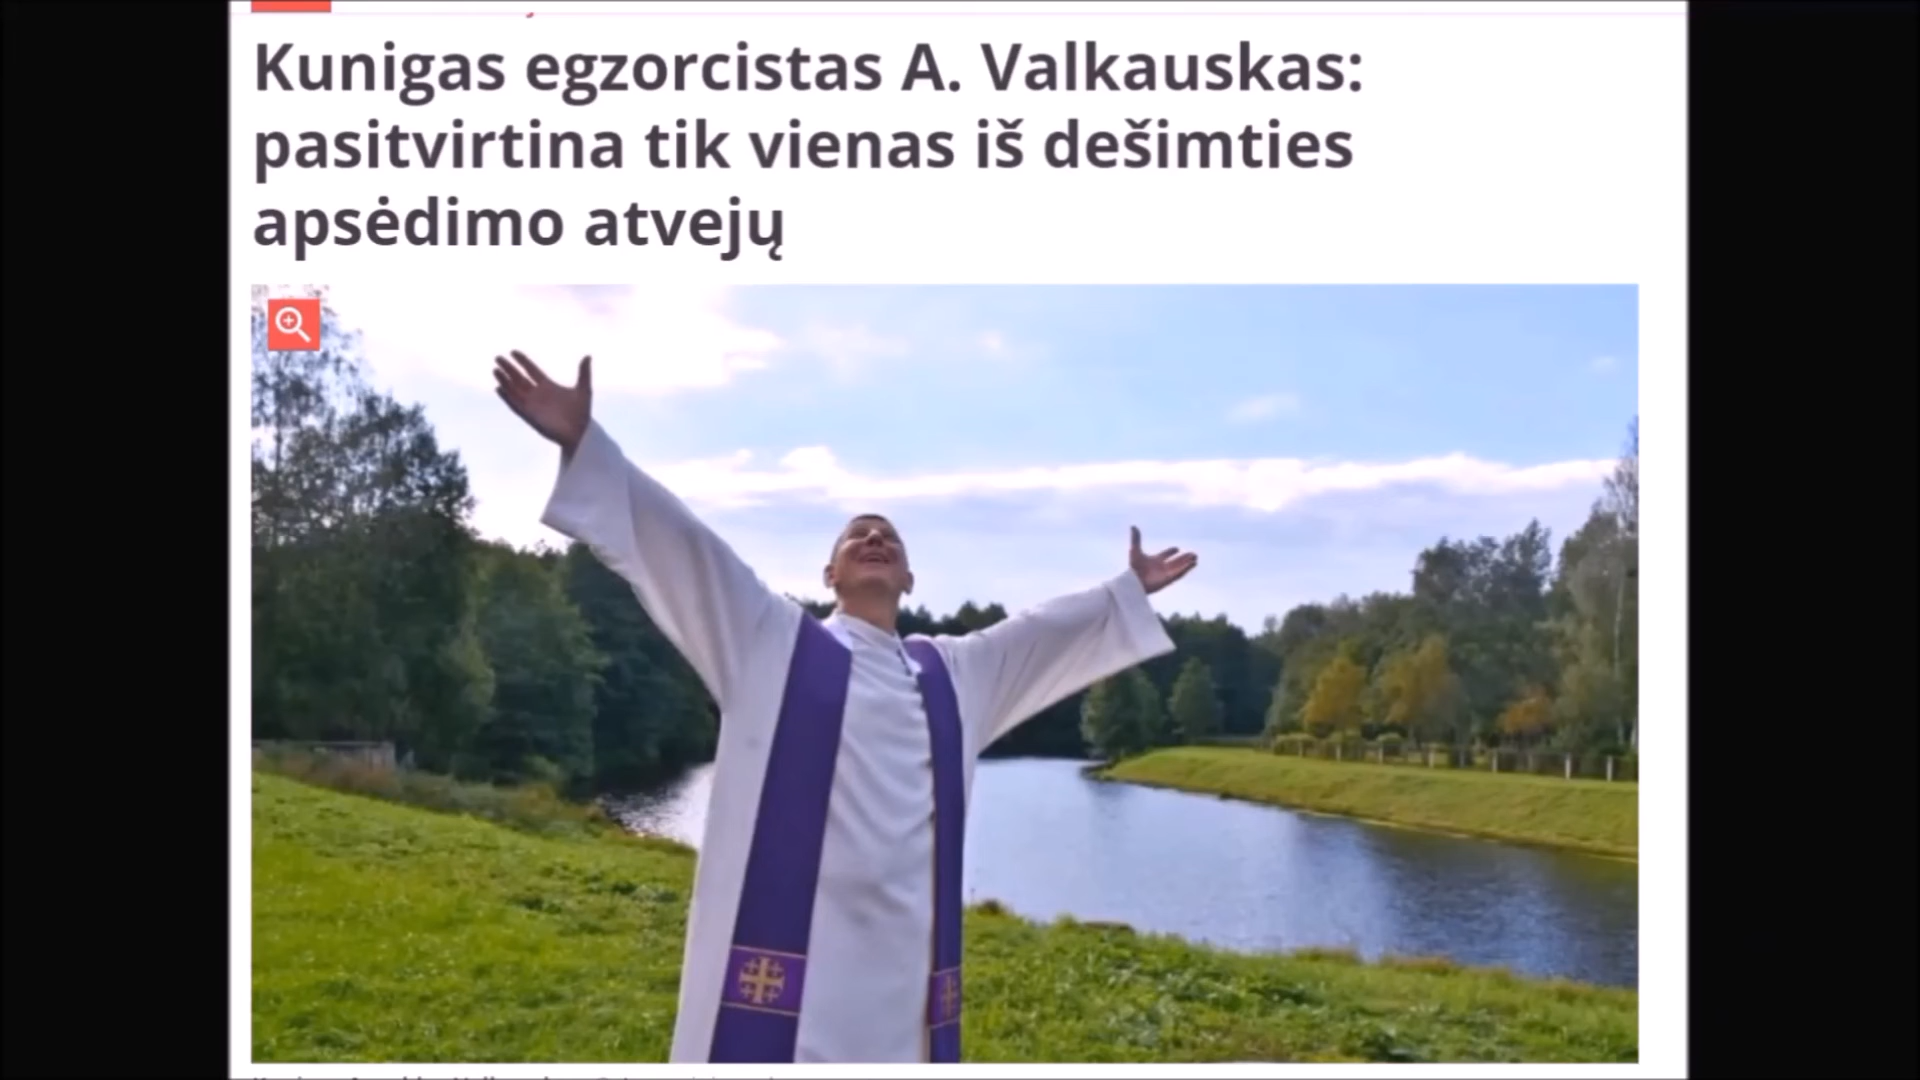 Kunigas egzorcistas A. Valkauskas:
pasitvirtina tik vienas iš dešimties
apsėdimo atvejų